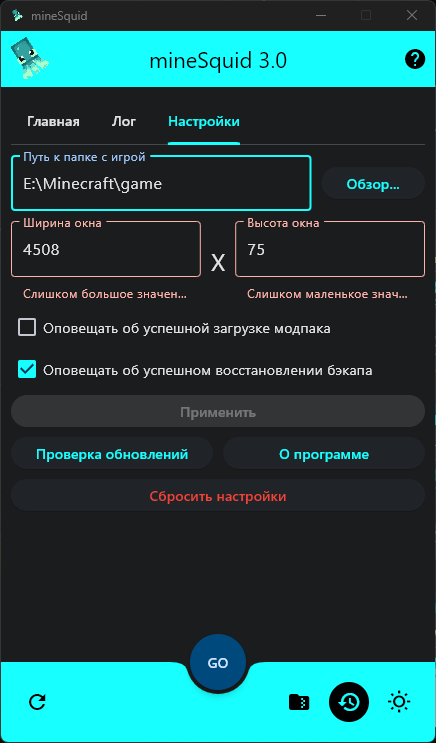 mineSquid
mineSquid 3.0
Главная Лог Настройки
Путь к папке с игрой
E:\Minecraft\game
Обзор...
Ширина окна
4508
X
Высота окна
75
Слишком большое значен...
Слишком маленькое знач...
Оповещать об успешной загрузке модпака
Оповещать об успешном восстановлении бэкапа
Применить
Проверка обновлений
О программе
Сбросить настройки
GO